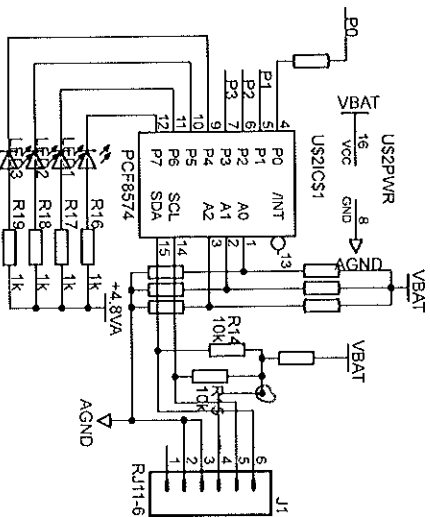 P0
VBAT
16
VCC
GND
8
AGND
U$2PWR
U$2IC$1
P1
P2
P3
4
5
6
7
9
10
11
12
P0
P1
P2
P3
P4
P5
P6
P7
/INT
A0
A1
A2
SCL
SDA
13
1
2
3
14
15
PCF8574
VBAT
VBAT
R14
10k
10k
R16
R17
R18
R19
1k
1k
1k
1k
+4.8VA
AGND
6
5
4
3
2
1
J1
RJ11-6